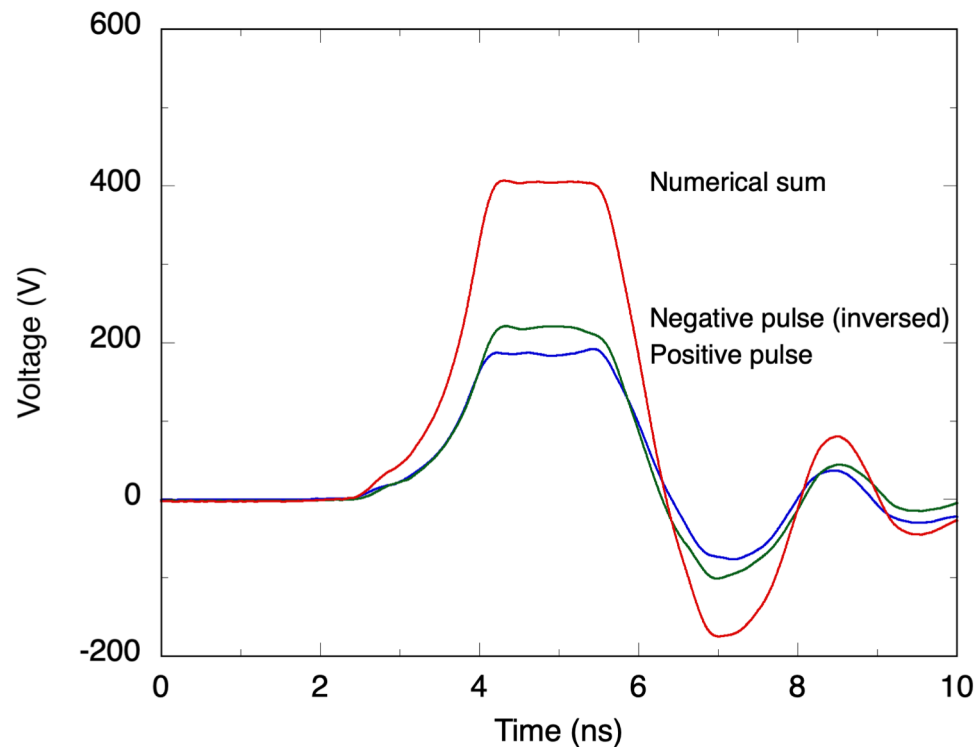 600
400
200
0
-200
Voltage (V)
Numerical sum
Negative pulse (inversed)
Positive pulse
0 2 4 6 8 10
Time (ns)